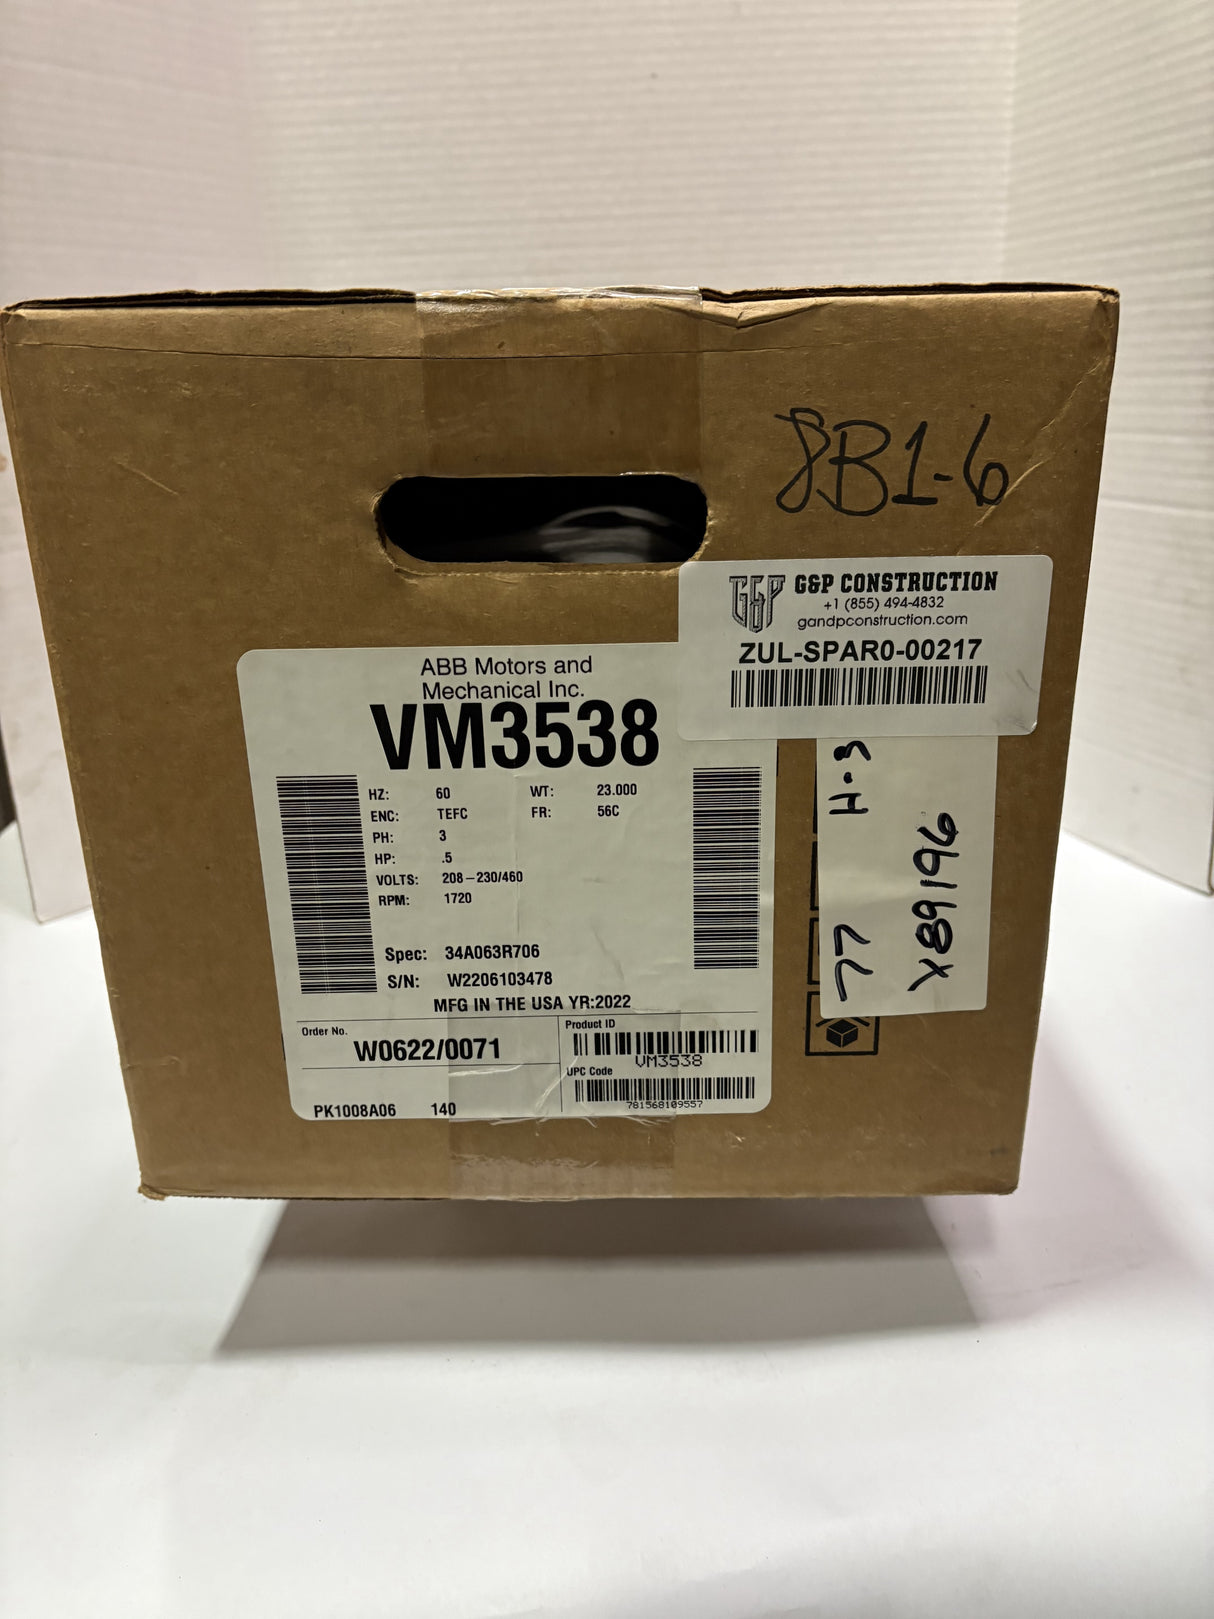 8B1-6
G&P
G&P CONSTRUCTION
+1 (855) 494-4832
gandpconstruction.com
ZUL-SPAR0-00217
ABB Motors and
Mechanical Inc.
VM3538
HZ: 60 WT: 23.000
ENC: TEFC FR: 56C
PH: 3
HP: .5
VOLTS: 208-230/460
RPM: 1720
Spec: 34A063R706
S/N: W2206103478
MFG IN THE USA YR:2022
Order No.
W0622/0071
Product ID
VM3538
UPC Code
781568109557
PK1008A06 140
77 H-3
X89196